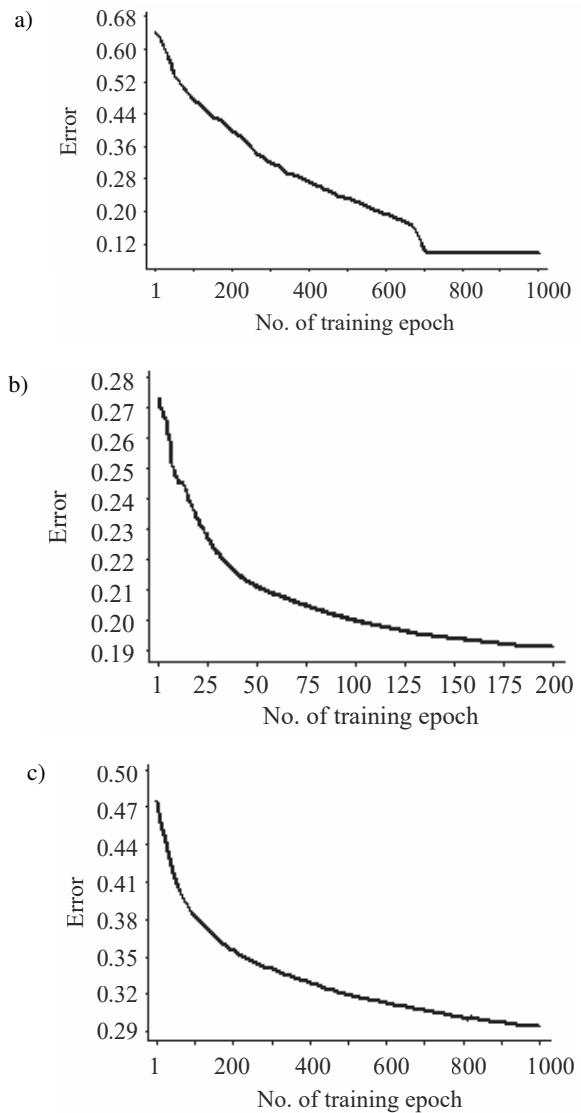 a)
0.68
0.60
0.52
0.44
0.36
0.28
0.20
0.12
Error
1 200 400 600 800 1000
No. of training epoch
b)
0.28
0.27
0.26
0.25
0.24
0.23
0.22
0.21
0.20
0.19
Error
1 25 50 75 100 125 150 175 200
No. of training epoch
c)
0.50
0.47
0.44
0.41
0.38
0.35
0.32
0.29
Error
1 200 400 600 800 1000
No. of training epoch